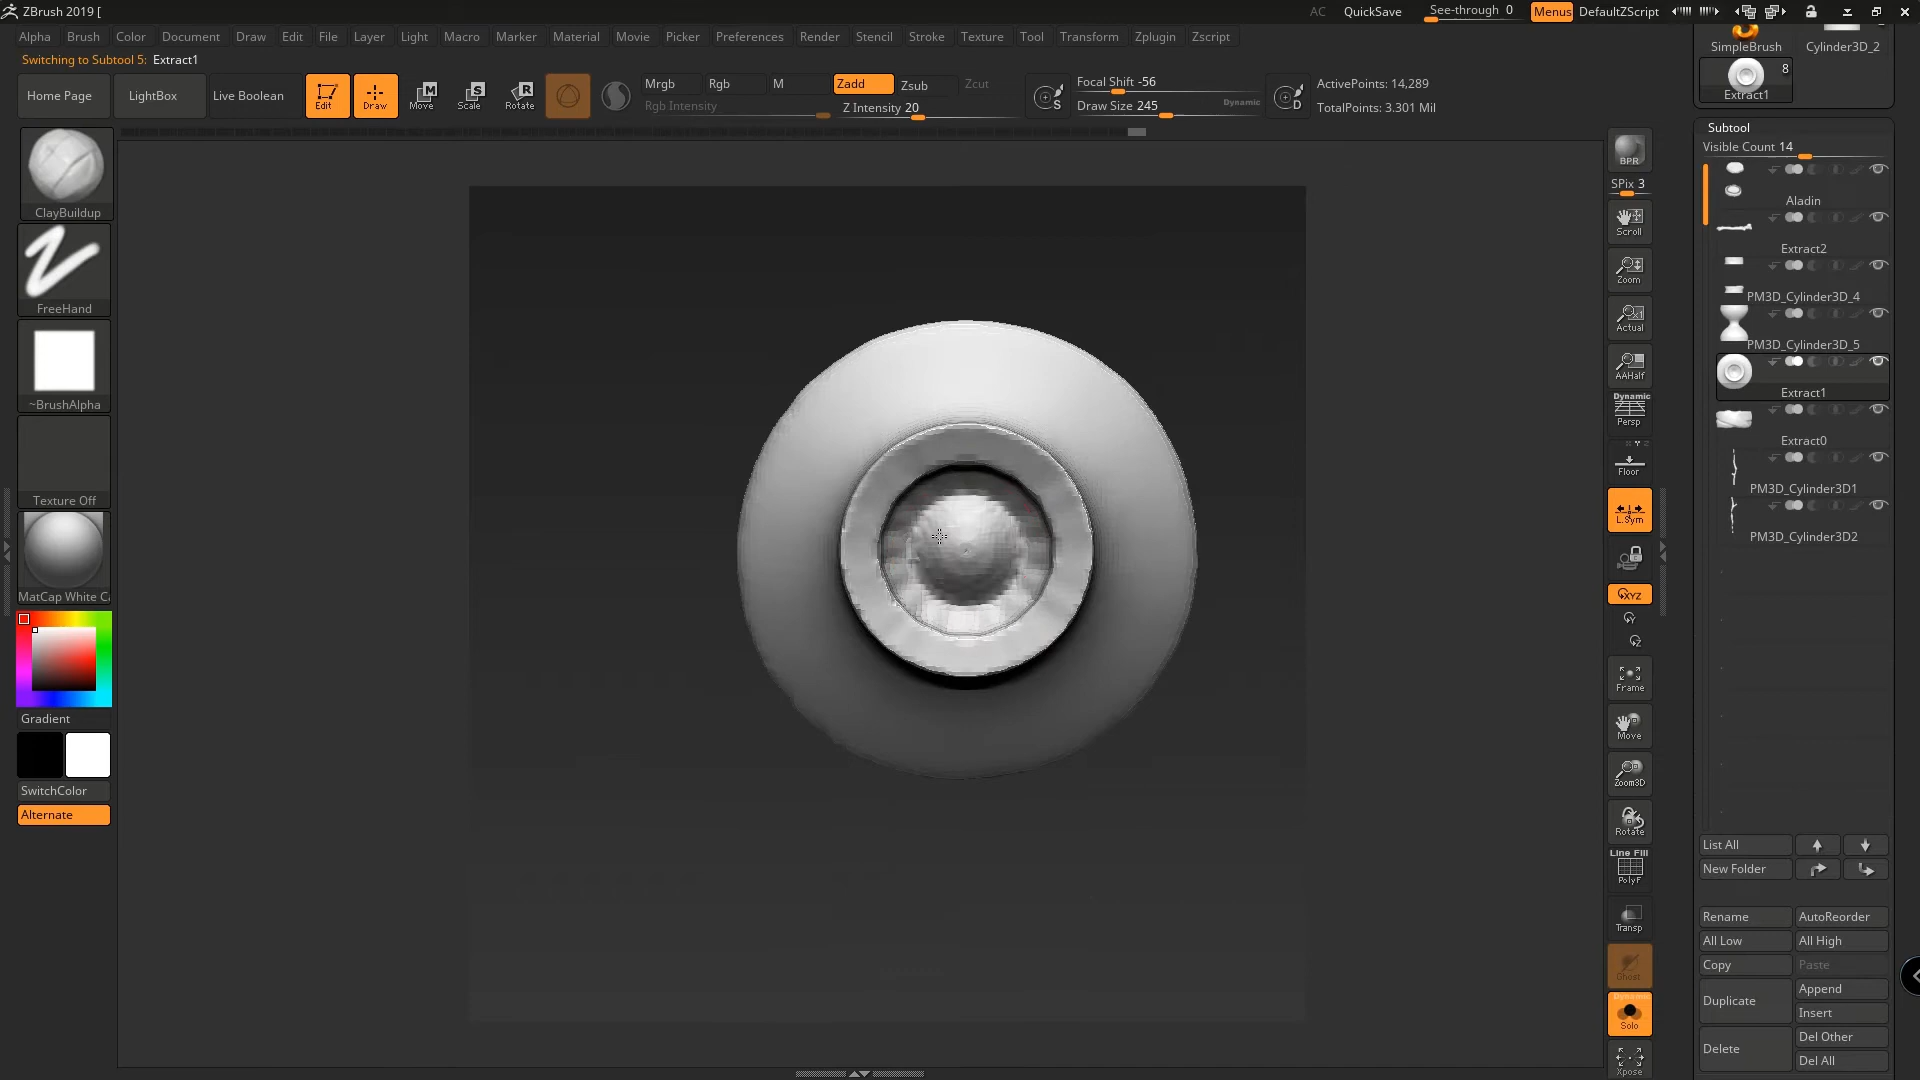 ZBrush 2019 [
AC QuickSave See-through 0 Menus DefaultZScript
Alpha Brush Color Document Draw Edit File Layer Light Macro Marker Material Movie Picker Preferences Render Stencil Stroke Texture Tool Transform Zplugin Zscript
SimpleBrush Cylinder3D_2
Switching to Subtool 5: Extract1
8
Extract1
Home Page LightBox Live Boolean Edit Draw Move Scale Rotate
M S R
Mrgb Rgb M Zadd Zsub Zcut
Rgb Intensity Z Intensity 20
S Focal Shift -56
Draw Size 245 Dynamic D
ActivePoints: 14,289
TotalPoints: 3.301 Mil
ClayBuildup
FreeHand
~BrushAlpha
Texture Off
MatCap White Ca
Gradient
SwitchColor
Alternate
BPR
SPix 3
Scroll
Zoom
Actual
AAHalf
Dynamic
Persp
Floor
L.Sym
XYZ
Y
Z
Frame
Move
Zoom3D
Rotate
Line Fill
PolyF
Transp
Ghost
Dynamic
Solo
Xpose
Subtool
Visible Count 14
Aladin
Extract2
PM3D_Cylinder3D_4
PM3D_Cylinder3D_5
Extract1
Extract0
PM3D_Cylinder3D1
PM3D_Cylinder3D2
List All
New Folder
Rename AutoReorder
All Low All High
Copy Paste
Duplicate Append
Insert
Delete Del Other
Del All